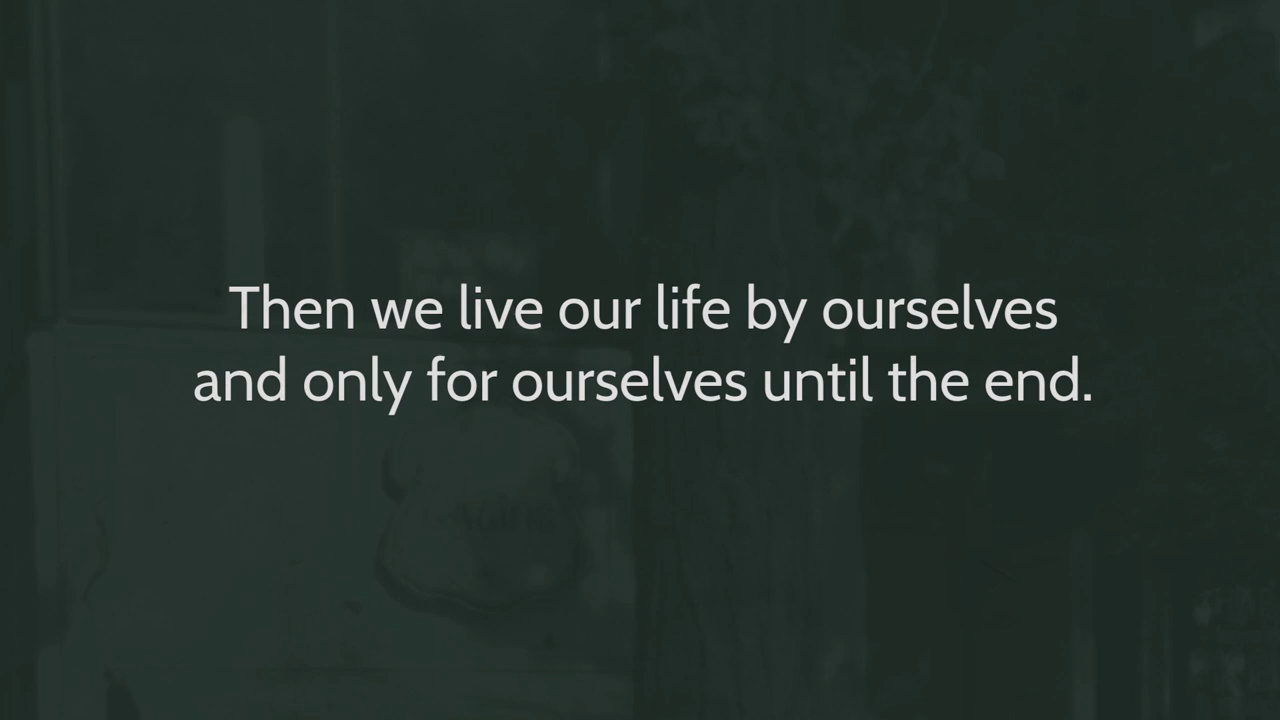 Then we live our life by ourselves
and only for ourselves until the end.